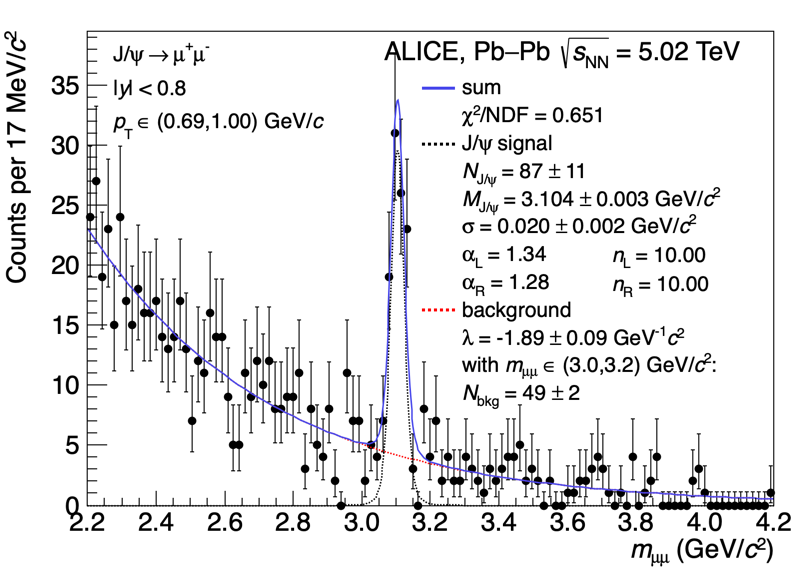 Counts per 17 MeV/c²
35
30
25
20
15
10
5
0
J/ψ → μ⁺μ⁻
|y| < 0.8
p_T ∈ (0.69,1.00) GeV/c
ALICE, Pb–Pb √s_NN = 5.02 TeV
sum
χ²/NDF = 0.651
J/ψ signal
N_J/ψ = 87 ± 11
M_J/ψ = 3.104 ± 0.003 GeV/c²
σ = 0.020 ± 0.002 GeV/c²
α_L = 1.34 n_L = 10.00
α_R = 1.28 n_R = 10.00
background
λ = -1.89 ± 0.09 GeV⁻¹c²
with m_μμ ∈ (3.0,3.2) GeV/c²:
N_bkg = 49 ± 2
2.2 2.4 2.6 2.8 3.0 3.2 3.4 3.6 3.8 4.0 4.2
m_μμ (GeV/c²)